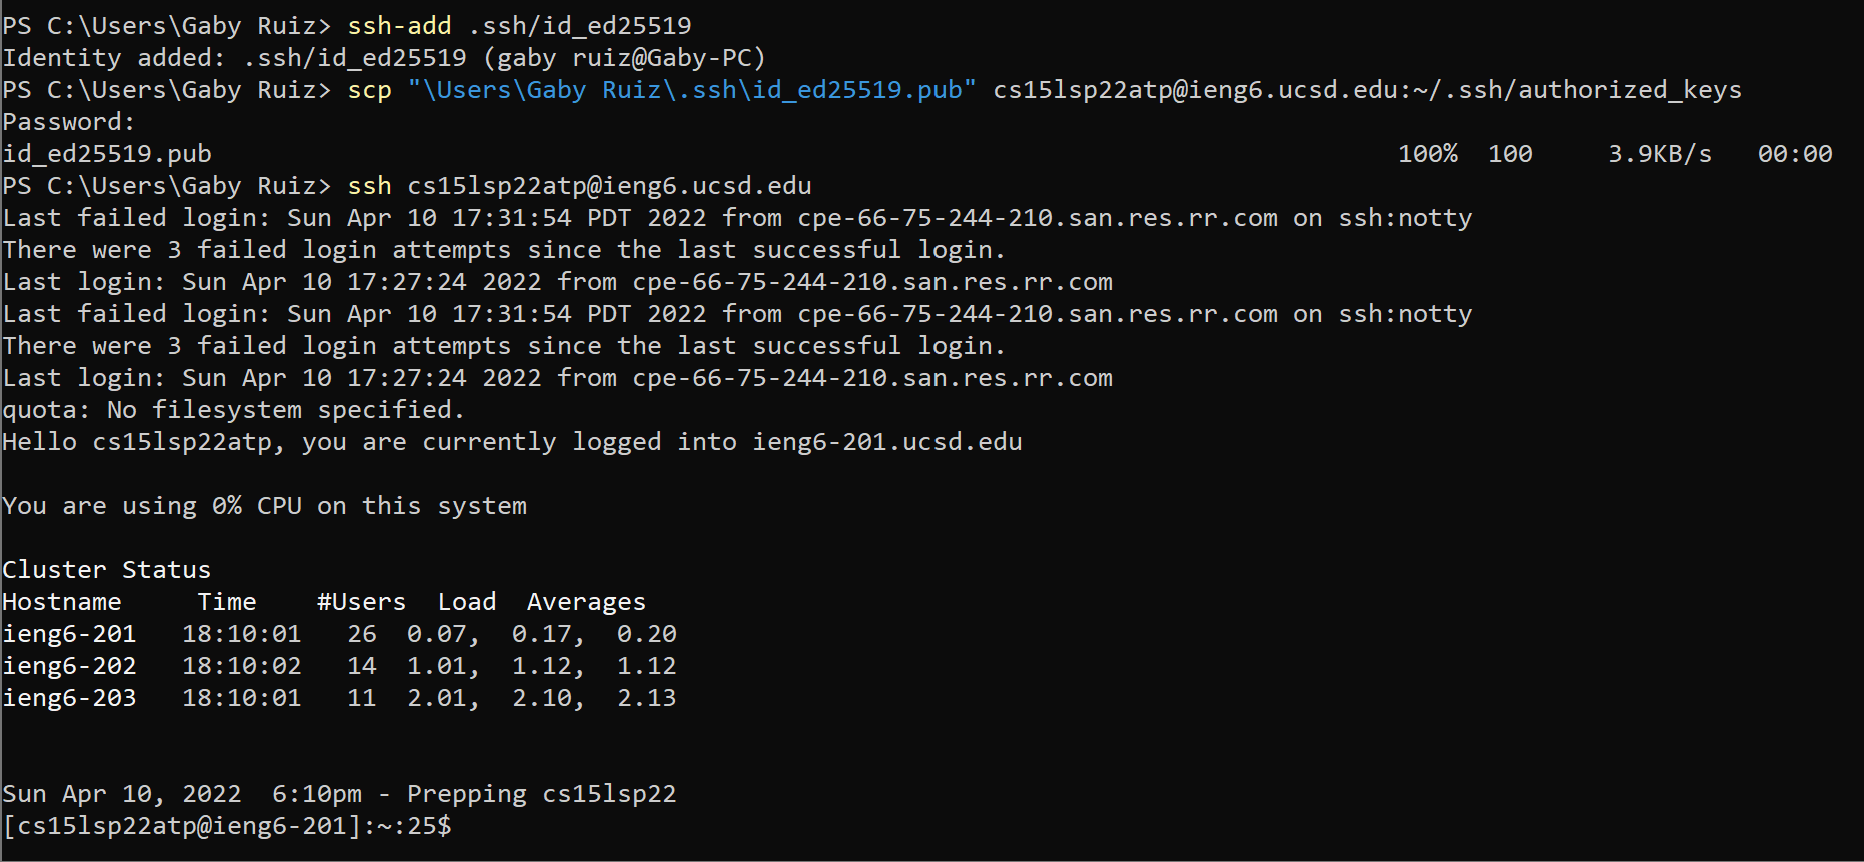 PS C:\Users\Gaby Ruiz> ssh-add .ssh/id_ed25519
Identity added: .ssh/id_ed25519 (gaby ruiz@Gaby-PC)
PS C:\Users\Gaby Ruiz> scp "\Users\Gaby Ruiz\.ssh\id_ed25519.pub" cs15lsp22atp@ieng6.ucsd.edu:~/.ssh/authorized_keys
Password:
id_ed25519.pub 100% 100 3.9KB/s 00:00
PS C:\Users\Gaby Ruiz> ssh cs15lsp22atp@ieng6.ucsd.edu
Last failed login: Sun Apr 10 17:31:54 PDT 2022 from cpe-66-75-244-210.san.res.rr.com on ssh:notty
There were 3 failed login attempts since the last successful login.
Last login: Sun Apr 10 17:27:24 2022 from cpe-66-75-244-210.san.res.rr.com
Last failed login: Sun Apr 10 17:31:54 PDT 2022 from cpe-66-75-244-210.san.res.rr.com on ssh:notty
There were 3 failed login attempts since the last successful login.
Last login: Sun Apr 10 17:27:24 2022 from cpe-66-75-244-210.san.res.rr.com
quota: No filesystem specified.
Hello cs15lsp22atp, you are currently logged into ieng6-201.ucsd.edu
You are using 0% CPU on this system
Cluster Status
Hostname Time #Users Load Averages
ieng6-201 18:10:01 26 0.07, 0.17, 0.20
ieng6-202 18:10:02 14 1.01, 1.12, 1.12
ieng6-203 18:10:01 11 2.01, 2.10, 2.13
Sun Apr 10, 2022 6:10pm - Prepping cs15lsp22
[cs15lsp22atp@ieng6-201]:~:25$